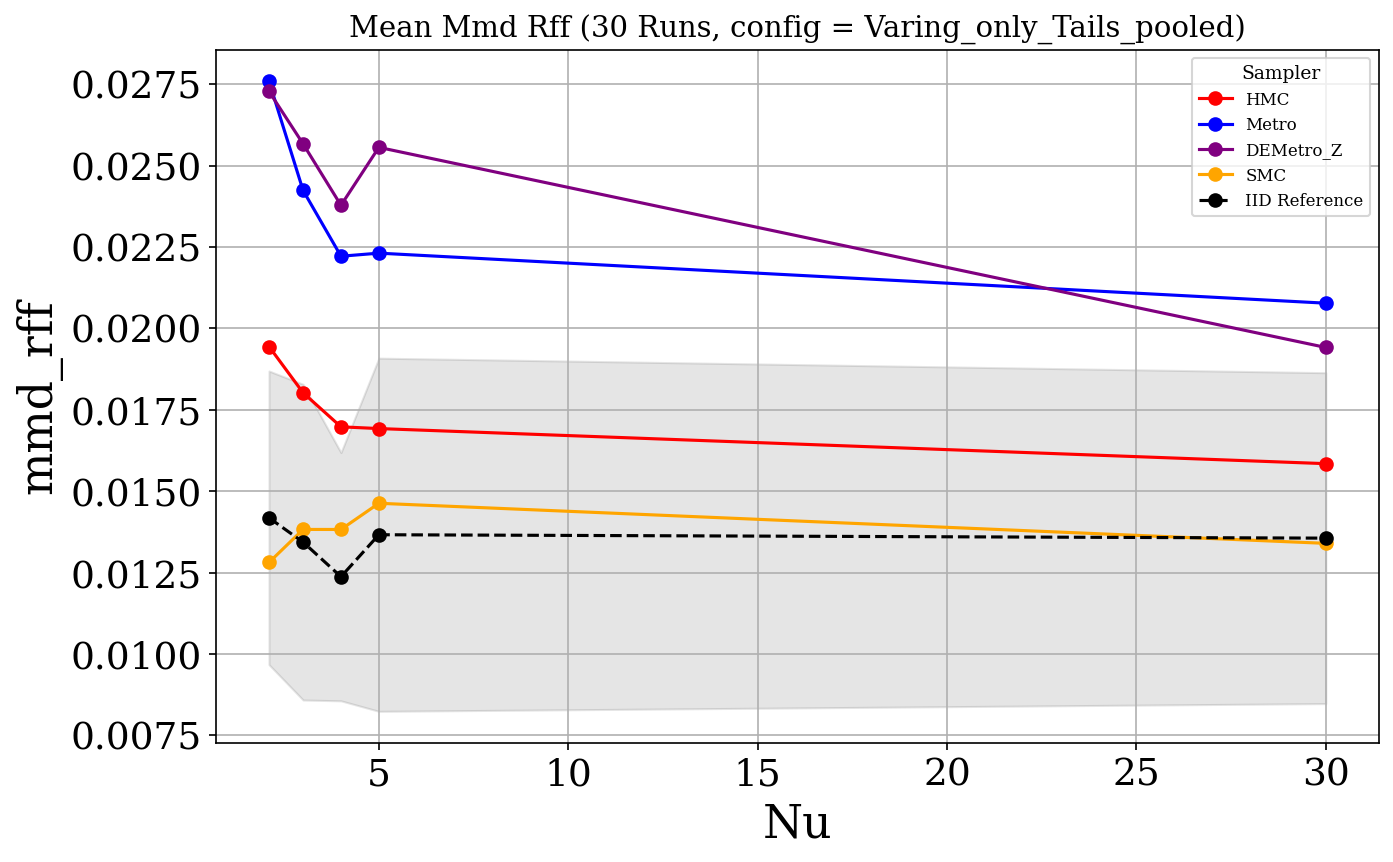 Mean Mmd Rff (30 Runs, config = Varing_only_Tails_pooled)
mmd_rff
0.0275
0.0250
0.0225
0.0200
0.0175
0.0150
0.0125
0.0100
0.0075
Sampler
HMC
Metro
DEMetro_Z
SMC
IID Reference
5 10 15 20 25 30
Nu